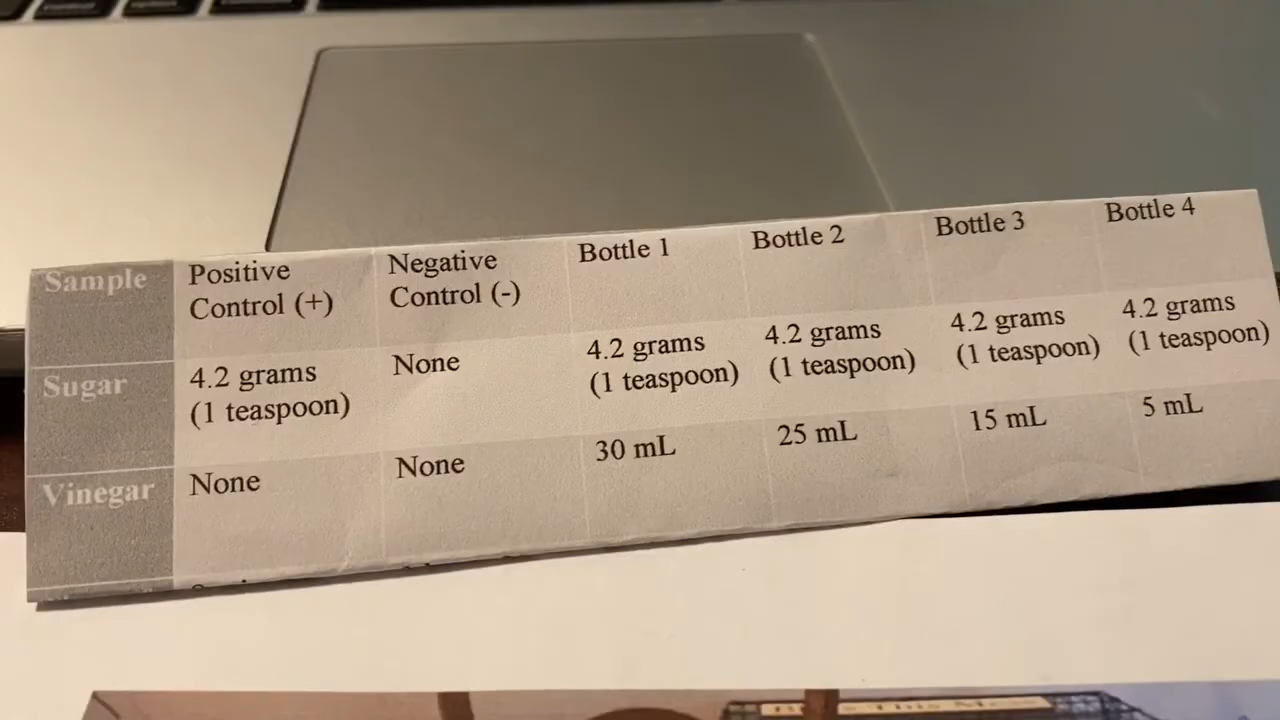 Sample
Positive
Control (+)
Negative
Control (-)
Bottle 1
Bottle 2
Bottle 3
Bottle 4
Sugar
4.2 grams
(1 teaspoon)
None
4.2 grams
(1 teaspoon)
4.2 grams
(1 teaspoon)
4.2 grams
(1 teaspoon)
4.2 grams
(1 teaspoon)
Vinegar
None
None
30 mL
25 mL
15 mL
5 mL